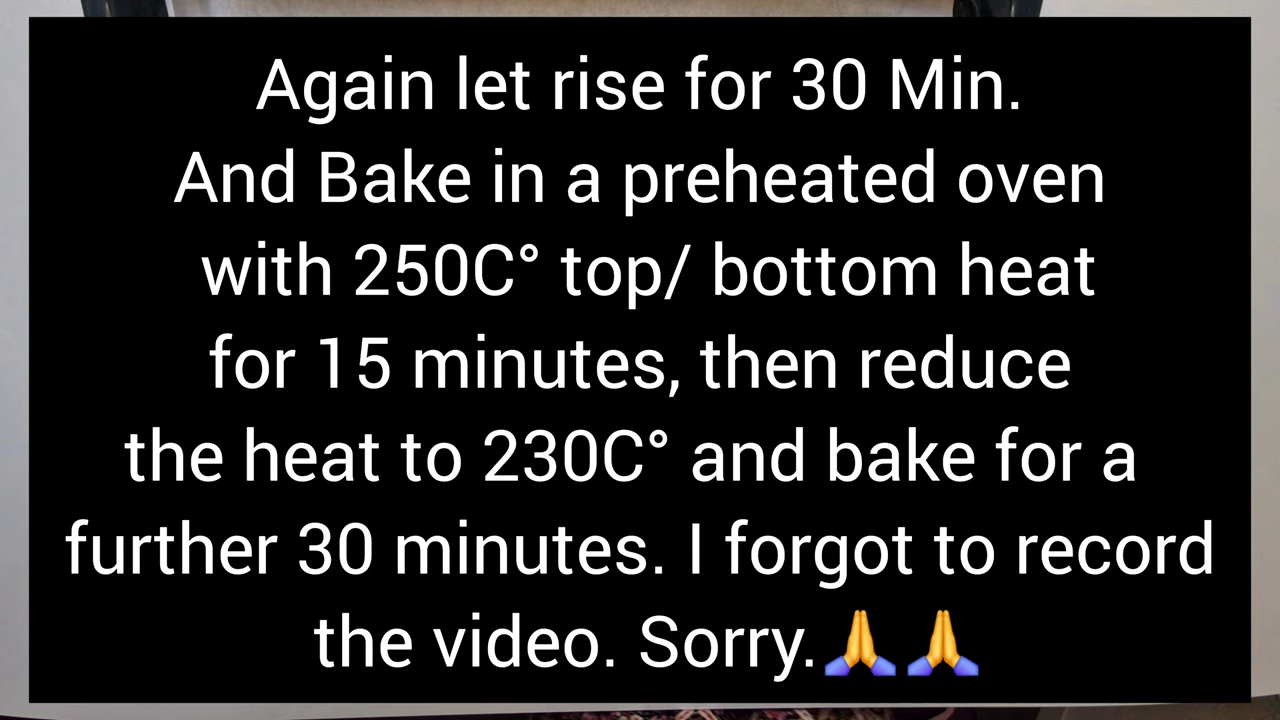 Again let rise for 30 Min.
And Bake in a preheated oven
with 250C° top/ bottom heat
for 15 minutes, then reduce
the heat to 230C° and bake for a
further 30 minutes. I forgot to record
the video. Sorry.🙏🙏